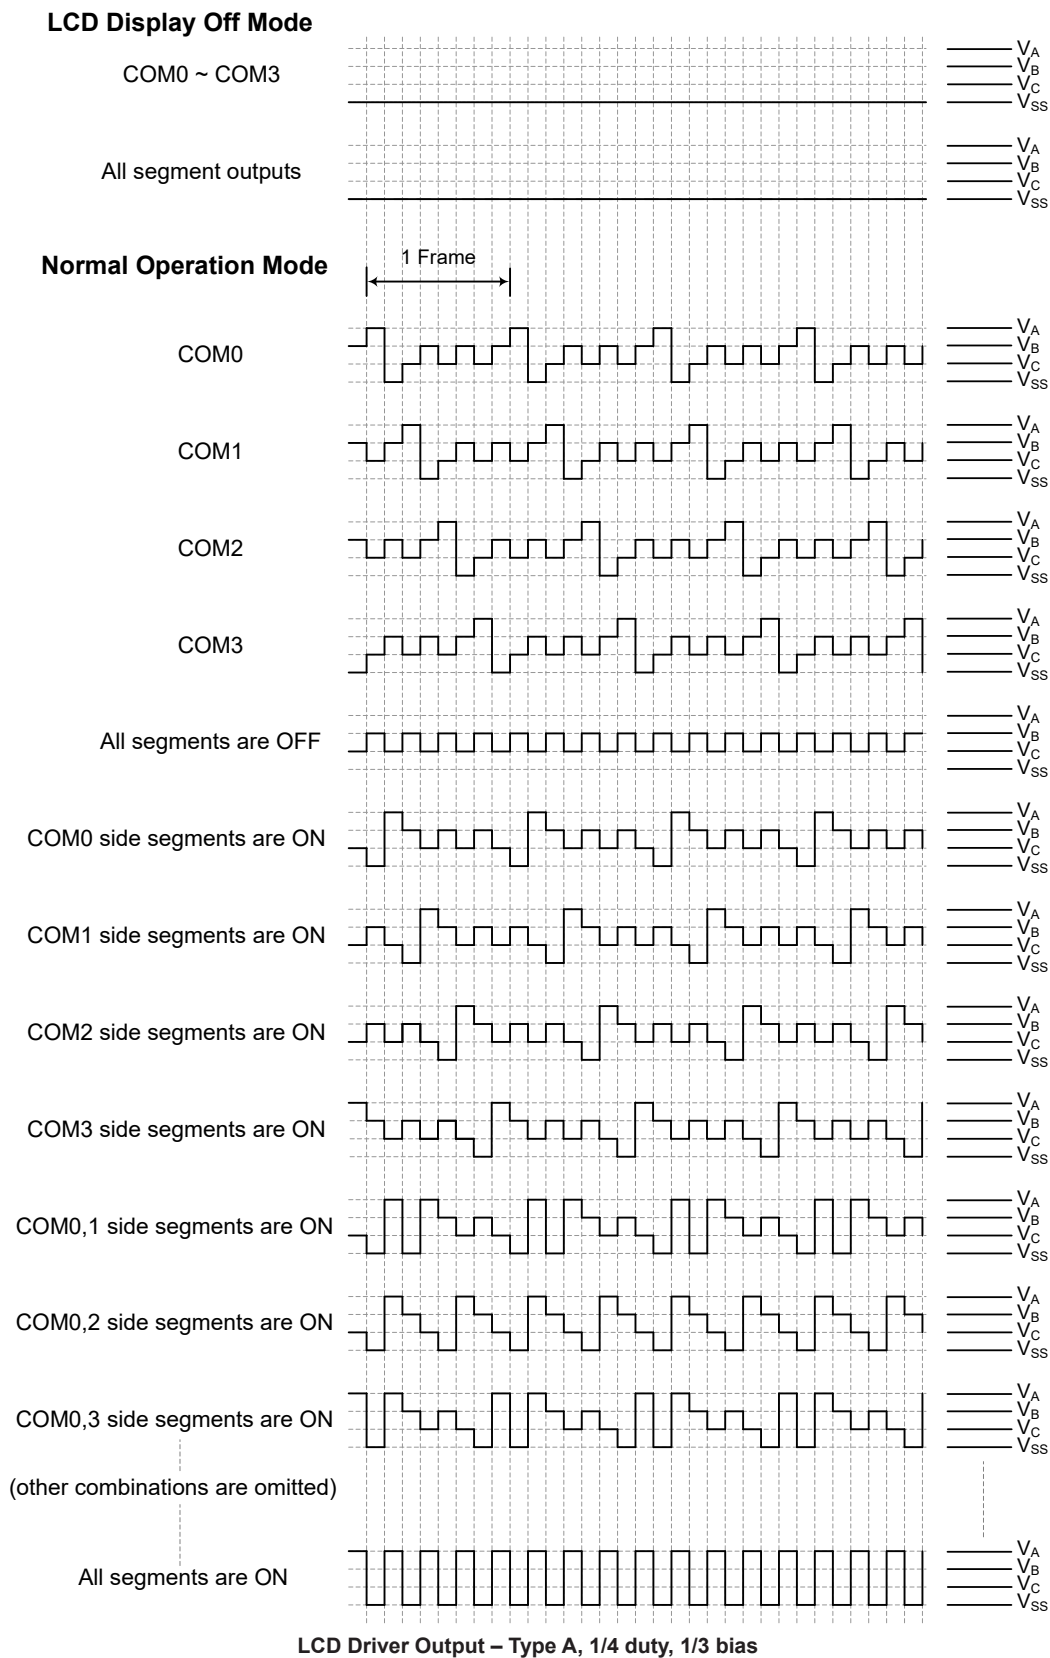 LCD Display Off Mode
COM0 ~ COM3
VA
VB
VC
VSS
All segment outputs
VA
VB
VC
VSS
Normal Operation Mode
1 Frame
COM0
VA
VB
VC
VSS
COM1
VA
VB
VC
VSS
COM2
VA
VB
VC
VSS
COM3
VA
VB
VC
VSS
All segments are OFF
VA
VB
VC
VSS
COM0 side segments are ON
VA
VB
VC
VSS
COM1 side segments are ON
VA
VB
VC
VSS
COM2 side segments are ON
VA
VB
VC
VSS
COM3 side segments are ON
VA
VB
VC
VSS
COM0,1 side segments are ON
VA
VB
VC
VSS
COM0,2 side segments are ON
VA
VB
VC
VSS
COM0,3 side segments are ON
VA
VB
VC
VSS
(other combinations are omitted)
All segments are ON
VA
VB
VC
VSS
LCD Driver Output – Type A, 1/4 duty, 1/3 bias